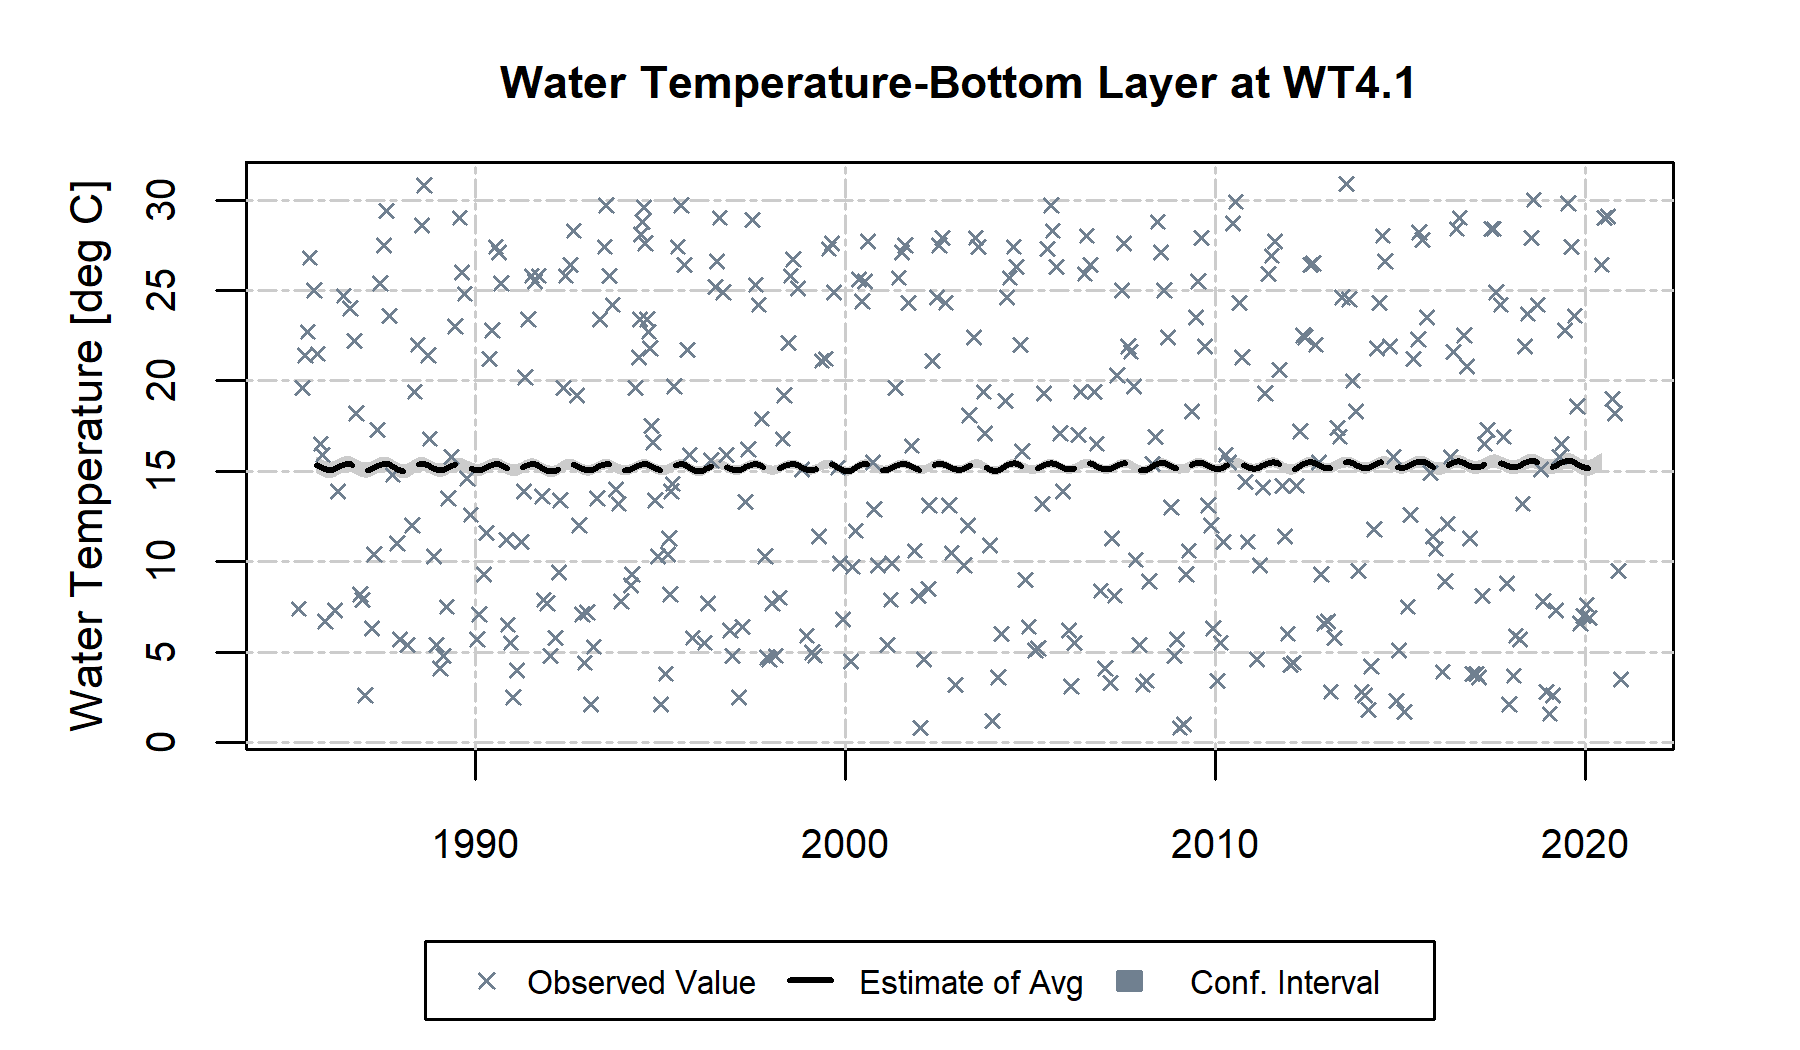 Water Temperature-Bottom Layer at WT4.1
Water Temperature [deg C]
30
25
20
15
10
5
0
1990 2000 2010 2020
Observed Value Estimate of Avg Conf. Interval